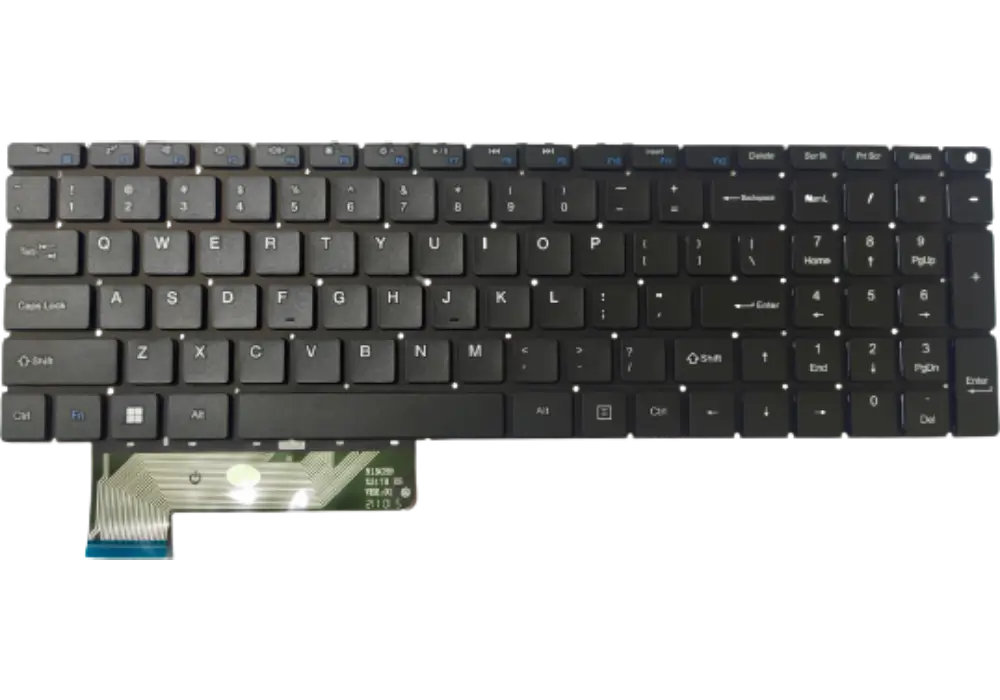 Esc F1 F2 F3 F4 F5 F6 F7 F8 F9 F10 Insert F11 F12 Delete Scr lk Prt Scr Pause
! 1 @ 2 # 3 $ 4 % 5 ^ 6 & 7 * 8 ( 9 ) 0 — - + = Backspace NumL / * -
Tab Q W E R T Y U I O P { [ } ] | \ 7 Home 8 ↑ 9 PgUp +
Caps Lock A S D F G H J K L : ; " ' Enter 4 ← 5 6 →
Shift Z X C V B N M < , > . ? / Shift ↑ 1 End 2 ↓ 3 PgDn Enter
Ctrl Fn Alt Alt Ctrl ← ↓ → 0 . Del